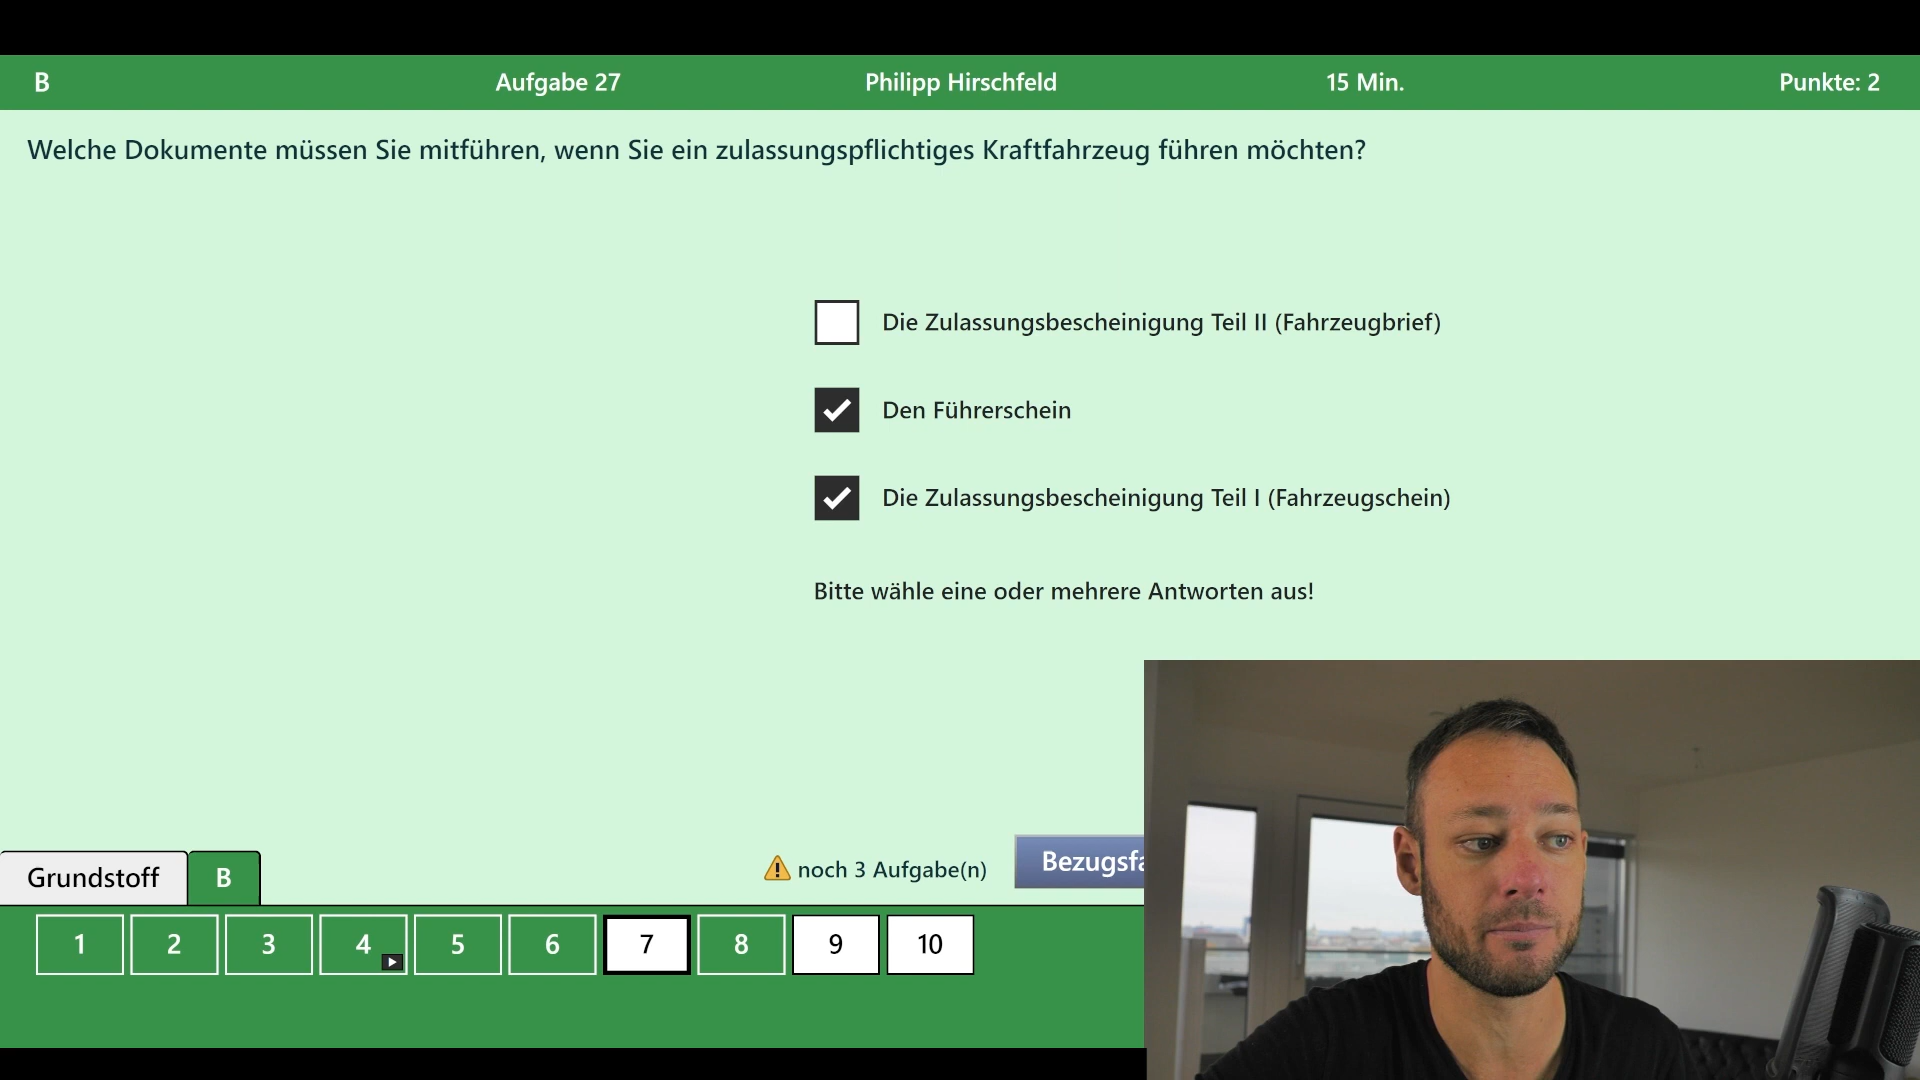 B Aufgabe 27 Philipp Hirschfeld 15 Min. Punkte: 2
Welche Dokumente müssen Sie mitführen, wenn Sie ein zulassungspflichtiges Kraftfahrzeug führen möchten?
Die Zulassungsbescheinigung Teil II (Fahrzeugbrief)
Den Führerschein
Die Zulassungsbescheinigung Teil I (Fahrzeugschein)
Bitte wähle eine oder mehrere Antworten aus!
noch 3 Aufgabe(n) Bezugsfa
Grundstoff B
1 2 3 4 5 6 7 8 9 10